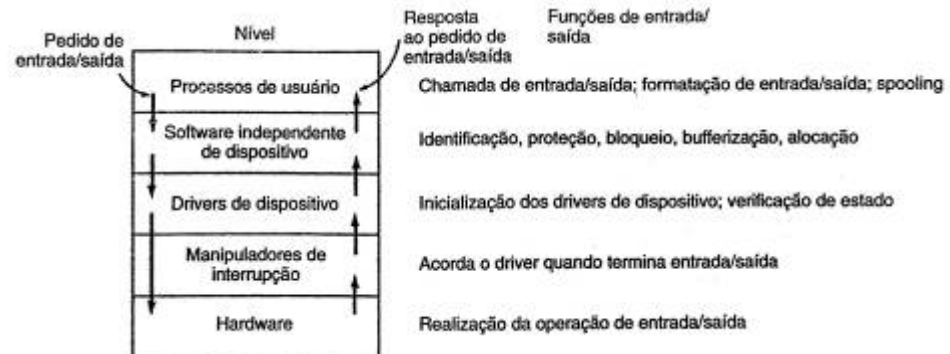 Pedido de
entrada/saída
Nível
Resposta
ao pedido de
entrada/saída
Funções de entrada/
saída
Processos de usuário
Chamada de entrada/saída; formatação de entrada/saída; spooling
Software independente
de dispositivo
Identificação, proteção, bloqueio, bufferização, alocação
Drivers de dispositivo
Inicialização dos drivers de dispositivo; verificação de estado
Manipuladores de
interrupção
Acorda o driver quando termina entrada/saída
Hardware
Realização da operação de entrada/saída